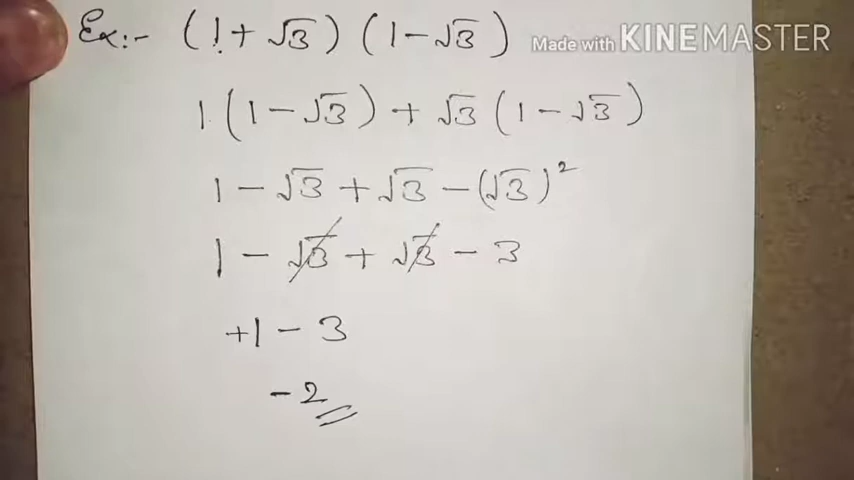 Ex:- (1 + √3) (1 - √3)
Made with KINEMASTER
1(1 - √3) + √3 (1 - √3)
1 - √3 + √3 - (√3)²
1 - √3 + √3 - 3
+1 - 3
-2